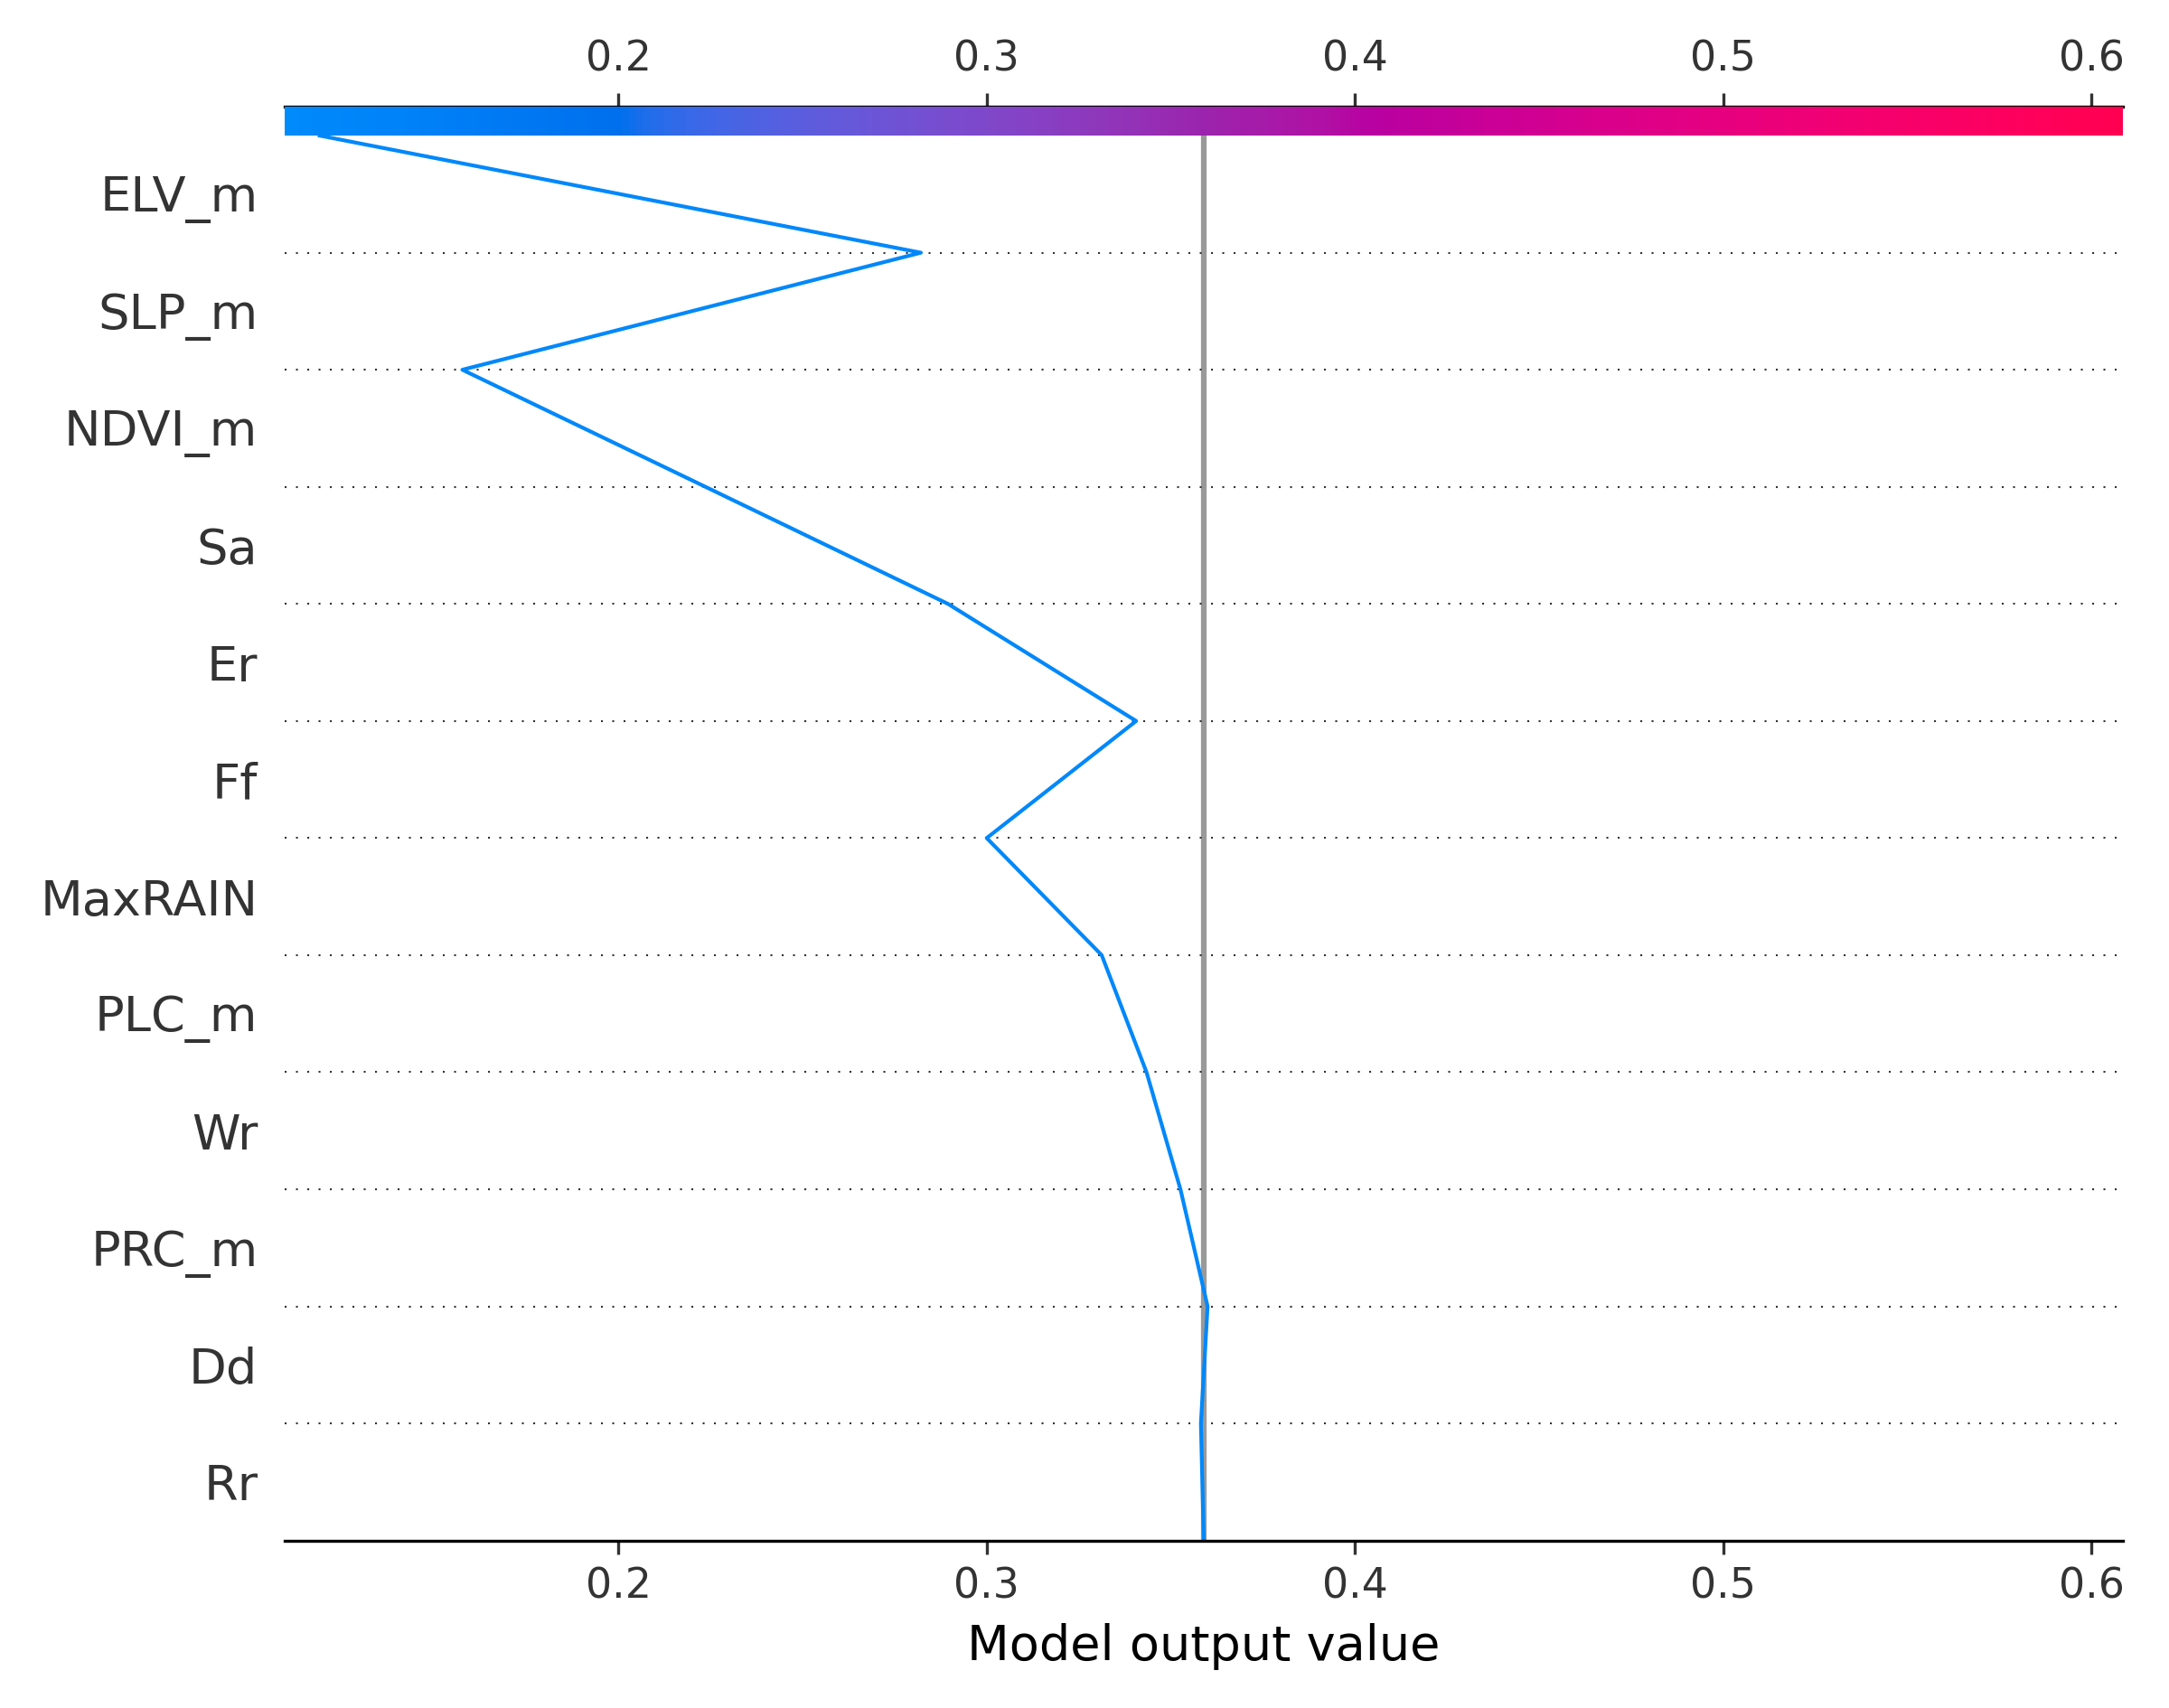 0.2 0.3 0.4 0.5 0.6
ELV_m
SLP_m
NDVI_m
Sa
Er
Ff
MaxRAIN
PLC_m
Wr
PRC_m
Dd
Rr
0.2 0.3 0.4 0.5 0.6
Model output value